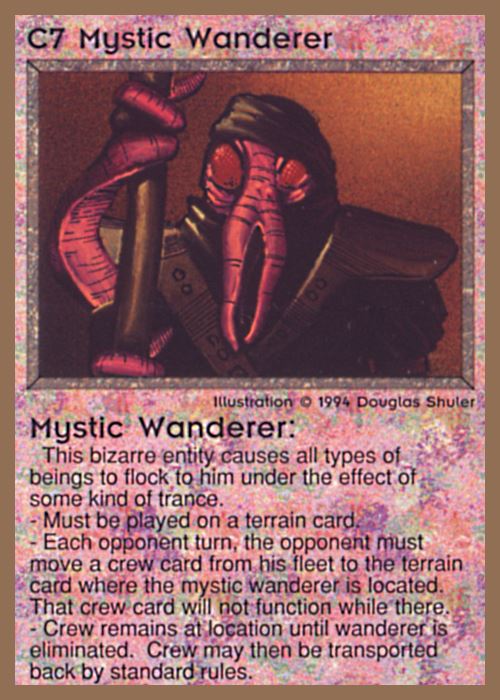 C7 Mystic Wanderer
Illustration © 1994 Douglas Shuler
Mystic Wanderer:
This bizarre entity causes all types of
beings to flock to him under the effect of
some kind of trance.
- Must be played on a terrain card.
- Each opponent turn, the opponent must
move a crew card from his fleet to the terrain
card where the mystic wanderer is located.
That crew card will not function while there.
- Crew remains at location until wanderer is
eliminated. Crew may then be transported
back by standard rules.